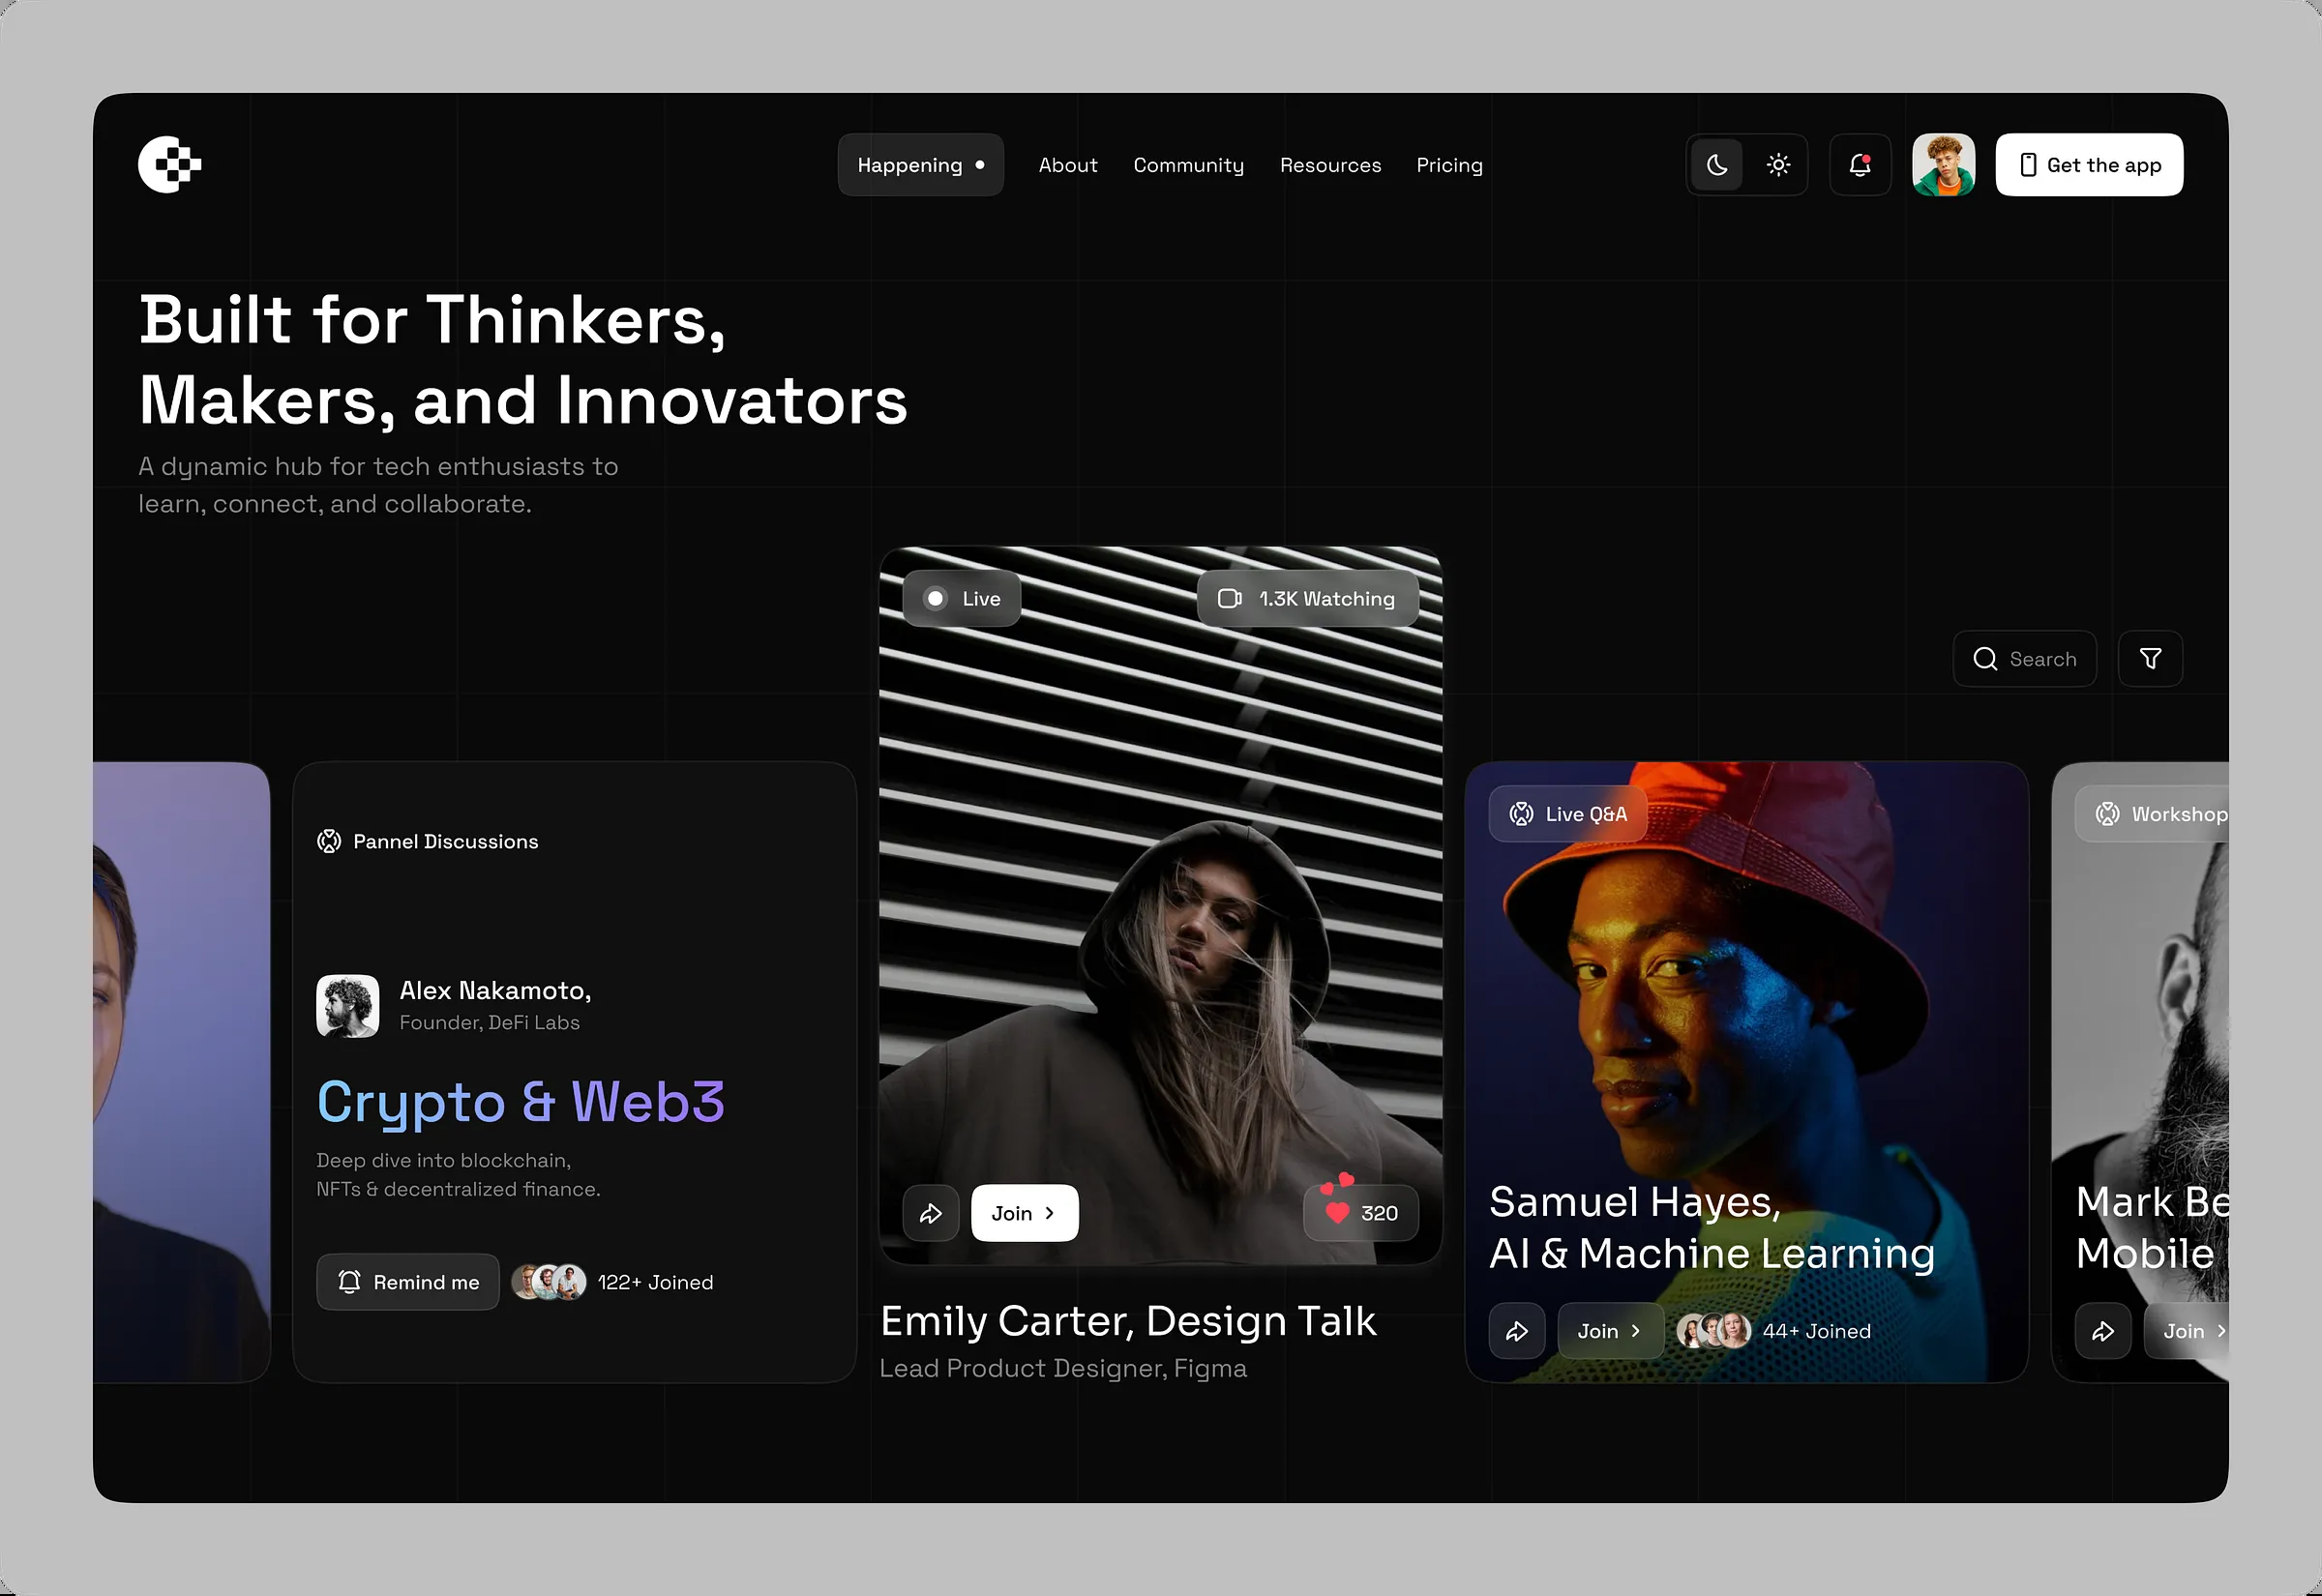 Happening
About
Community
Resources
Pricing
Get the app
Built for Thinkers,
Makers, and Innovators
A dynamic hub for tech enthusiasts to
learn, connect, and collaborate.
Live
1.3K Watching
Search
Pannel Discussions
Alex Nakamoto,
Founder, DeFi Labs
Crypto & Web3
Deep dive into blockchain,
NFTs & decentralized finance.
Remind me
122+ Joined
Join
320
Emily Carter, Design Talk
Lead Product Designer, Figma
Live Q&A
Samuel Hayes,
AI & Machine Learning
Join
44+ Joined
Workshop
Mark Be
Mobile
Join